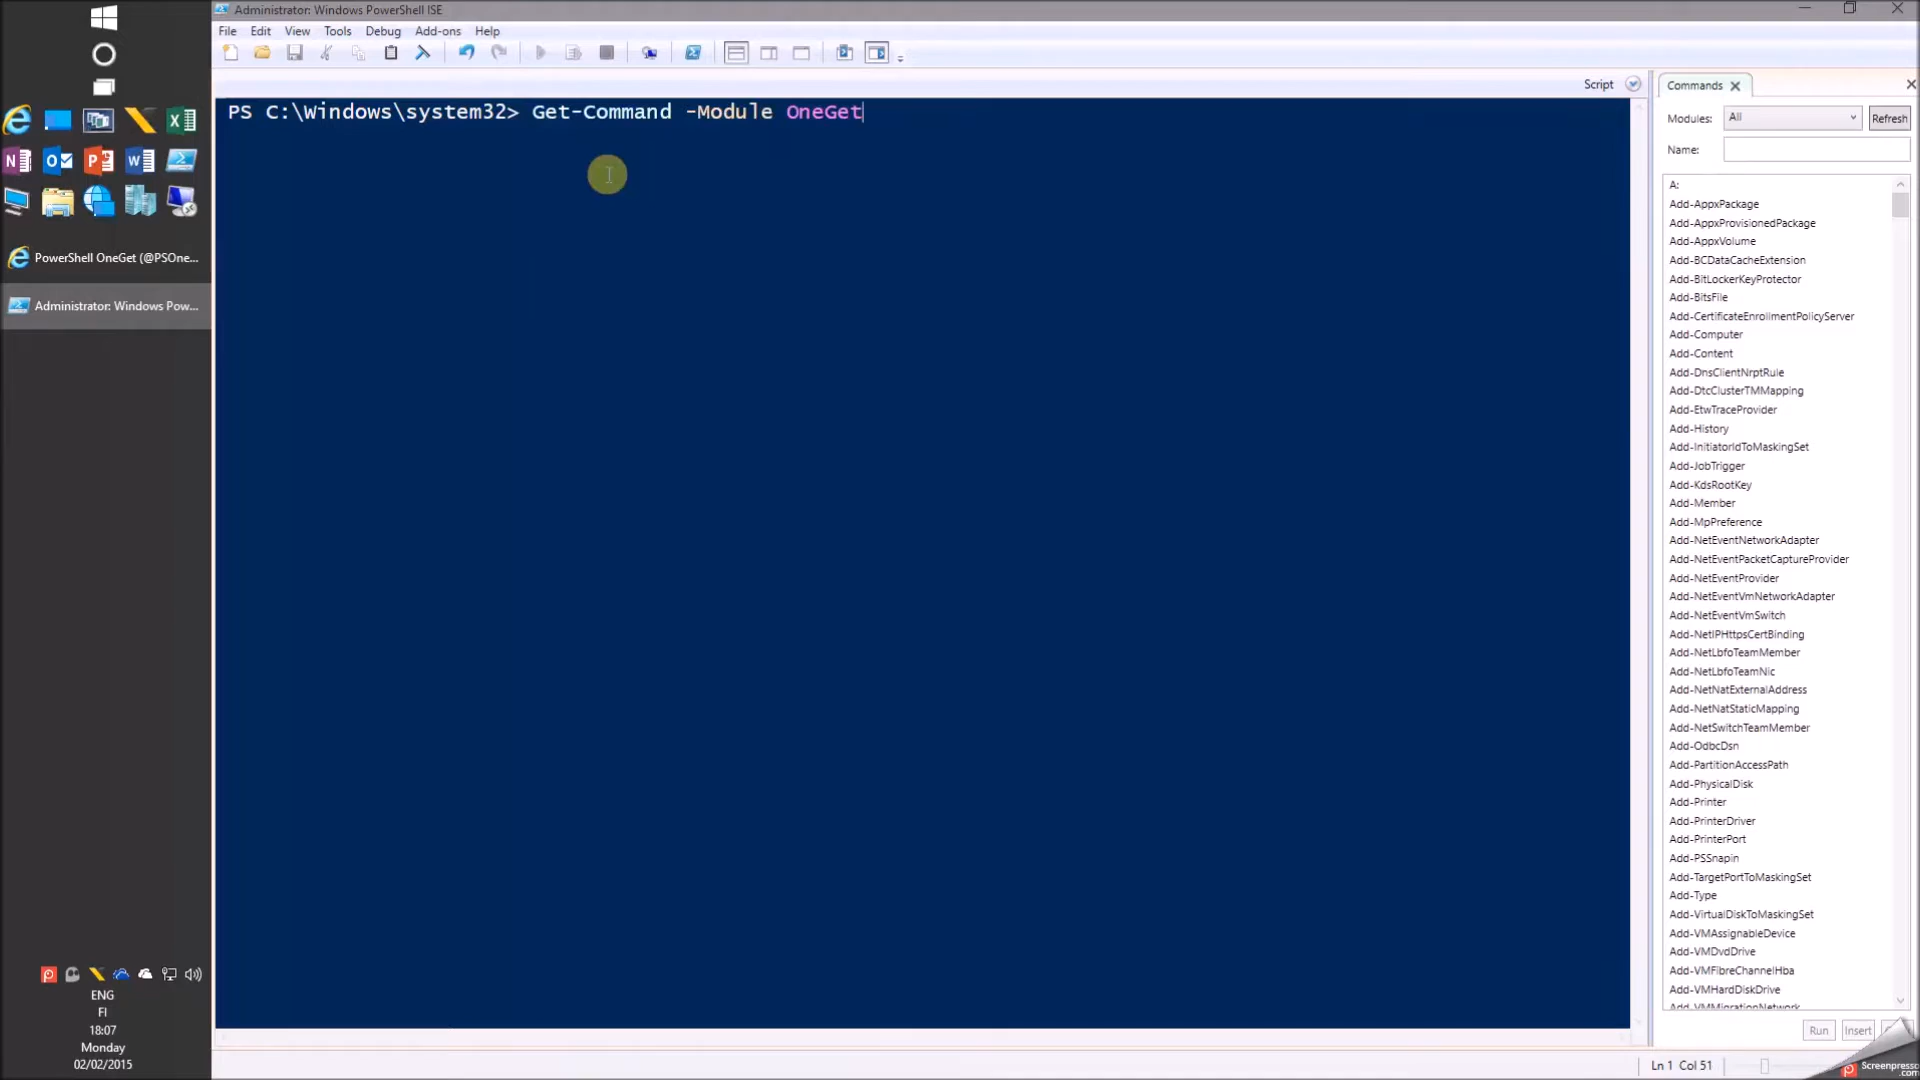 Administrator: Windows PowerShell ISE
File Edit View Tools Debug Add-ons Help
Script
PS C:\Windows\system32> Get-Command -Module OneGet
PowerShell OneGet (@PSOne...
Administrator: Windows Pow...
ENG
FI
18:07
Monday
02/02/2015
Commands
Modules: All Refresh
Name:
A:
Add-AppxPackage
Add-AppxProvisionedPackage
Add-AppxVolume
Add-BCDataCacheExtension
Add-BitLockerKeyProtector
Add-BitsFile
Add-CertificateEnrollmentPolicyServer
Add-Computer
Add-Content
Add-DnsClientNrptRule
Add-DtcClusterTMMapping
Add-EtwTraceProvider
Add-History
Add-InitiatorIdToMaskingSet
Add-JobTrigger
Add-KdsRootKey
Add-Member
Add-MpPreference
Add-NetEventNetworkAdapter
Add-NetEventPacketCaptureProvider
Add-NetEventProvider
Add-NetEventVmNetworkAdapter
Add-NetEventVmSwitch
Add-NetIPHttpsCertBinding
Add-NetLbfoTeamMember
Add-NetLbfoTeamNic
Add-NetNatExternalAddress
Add-NetNatStaticMapping
Add-NetSwitchTeamMember
Add-OdbcDsn
Add-PartitionAccessPath
Add-PhysicalDisk
Add-Printer
Add-PrinterDriver
Add-PrinterPort
Add-PSSnapin
Add-TargetPortToMaskingSet
Add-Type
Add-VirtualDiskToMaskingSet
Add-VMAssignableDevice
Add-VMDvdDrive
Add-VMFibreChannelHba
Add-VMHardDiskDrive
Add-VMMigrationNetwork
Run Insert
Ln 1 Col 51
Screenpresso
.com